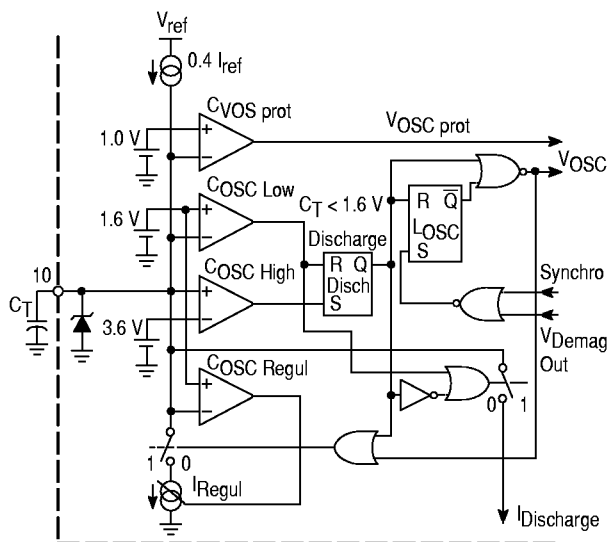 Vref
0.4 Iref
CVOS prot
1.0 V
+
−
VOSC prot
VOSC
COSC Low
1.6 V
+
−
CT < 1.6 V
R Q̅
LOSC
S
Discharge
R Q
Disch
S
Synchro
VDemag
Out
10
CT
COSC High
+
−
3.6 V
COSC Regul
+
−
0 1
1 0
IRegul
IDischarge